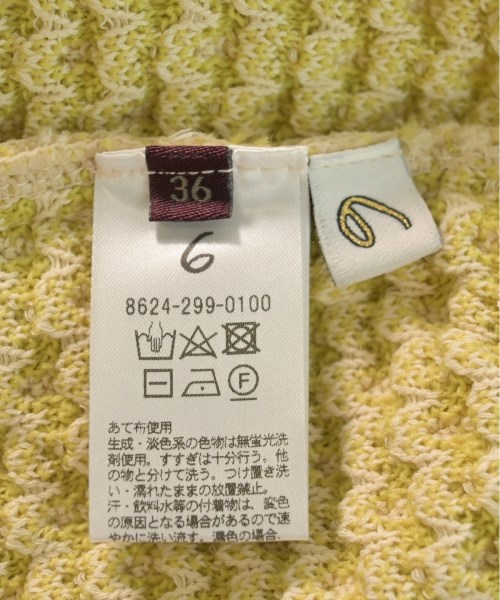 36
6
6
8624-299-0100
F
あて布使用
生成・淡色系の色物は無蛍光洗
剤使用。すすぎは十分行う。他
の物と分けて洗う。つけ置き洗
い・濡れたままの放置禁止。
汗・飲料水等の付着物は、変色
の原因となる場合があるので速
やかに洗い流す。濃色の場合、